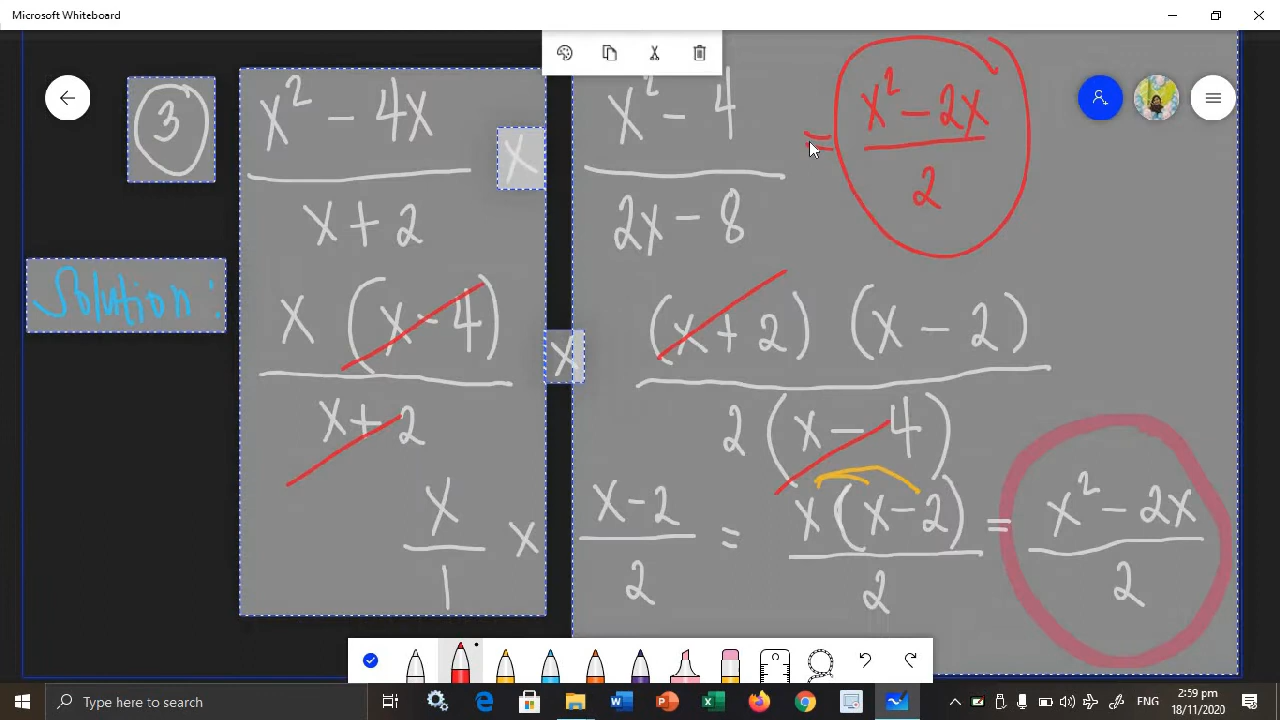 Microsoft Whiteboard
3
x² - 4x / x + 2 x x² - 4 / 2x - 8 = x² - 2x / 2
Solution:
x (x - 4) / x + 2 x (x + 2) (x - 2) / 2 (x - 4)
x / 1 x x - 2 / 2 = x (x - 2) / 2 = x² - 2x / 2
Type here to search
ENG
2:59 pm
18/11/2020